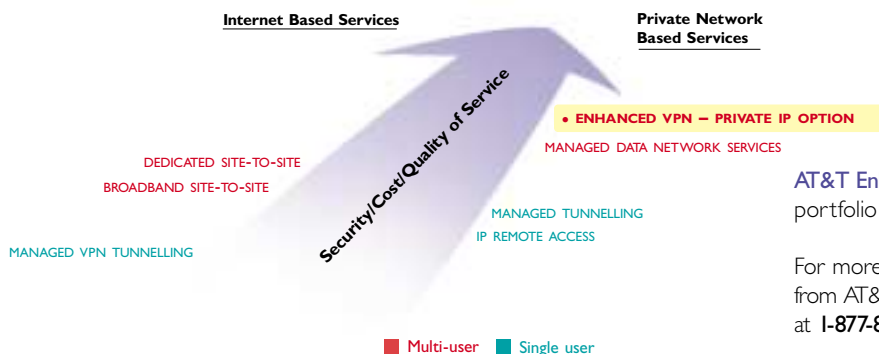 Internet Based Services
Private Network
Based Services
Security/Cost/Quality of Service
• ENHANCED VPN – PRIVATE IP OPTION
MANAGED DATA NETWORK SERVICES
DEDICATED SITE-TO-SITE
BROADBAND SITE-TO-SITE
MANAGED TUNNELLING
IP REMOTE ACCESS
MANAGED VPN TUNNELLING
Multi-user Single user
AT&T En
portfolio
For more
from AT&
at 1-877-8